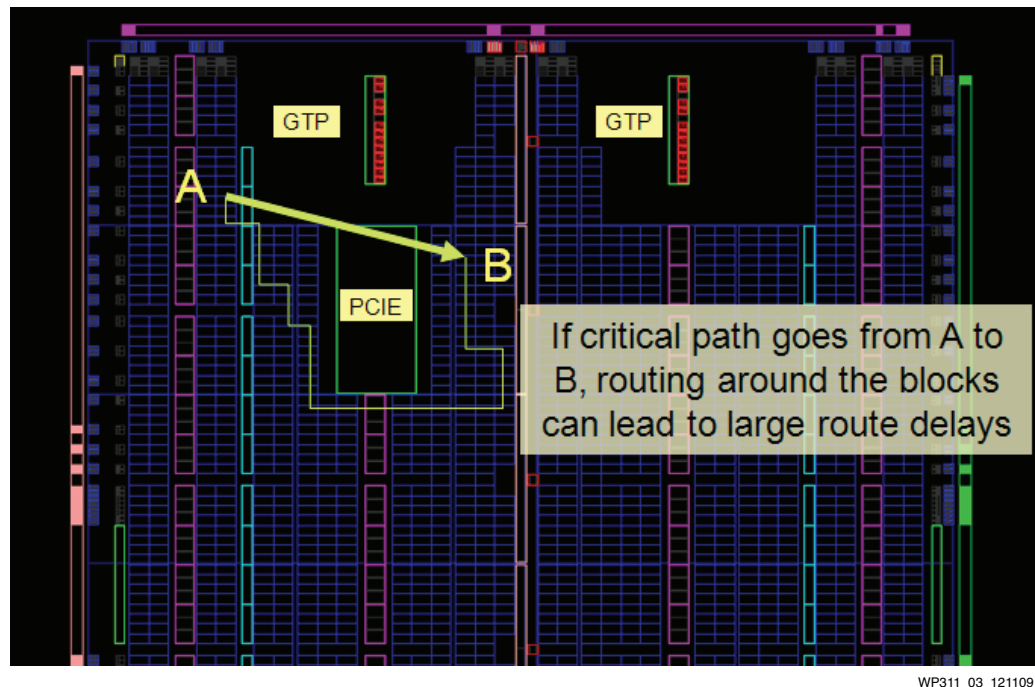 GTP
GTP
A
B
PCIE
If critical path goes from A to
B, routing around the blocks
can lead to large route delays
WP311_03_121109